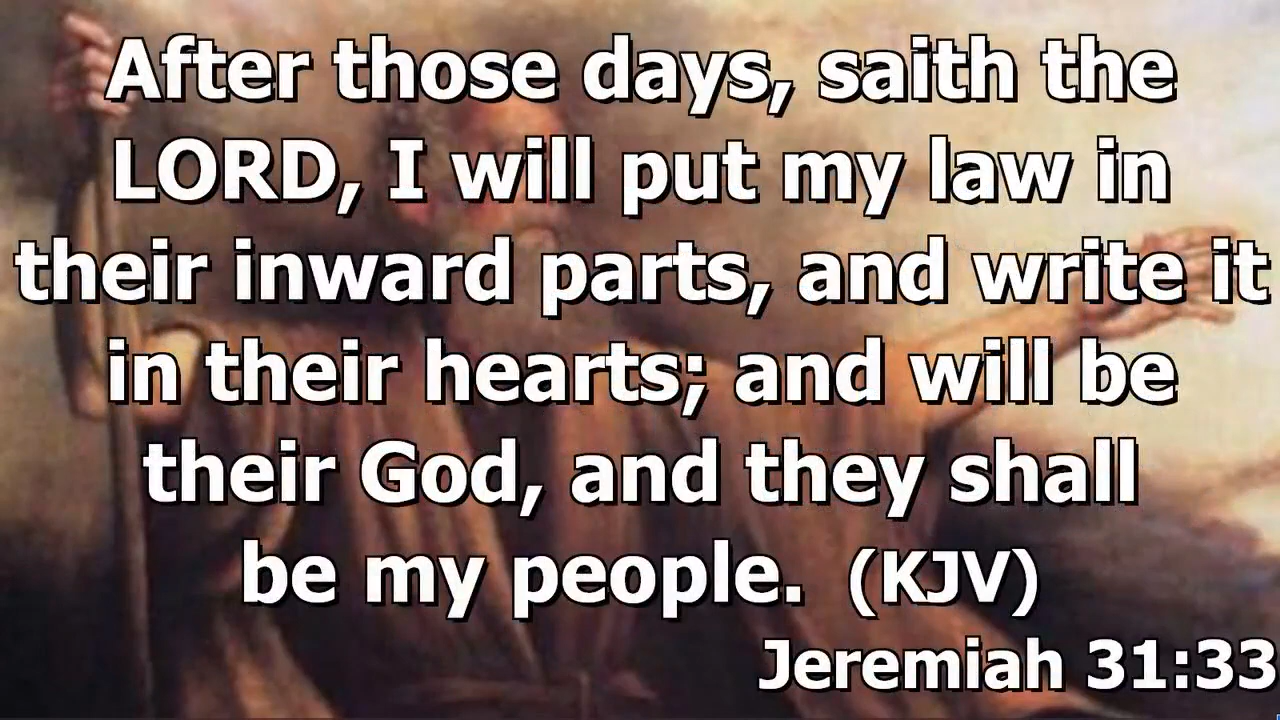 After those days, saith the
LORD, I will put my law in
their inward parts, and write it
in their hearts; and will be
their God, and they shall
be my people. (KJV)
Jeremiah 31:33